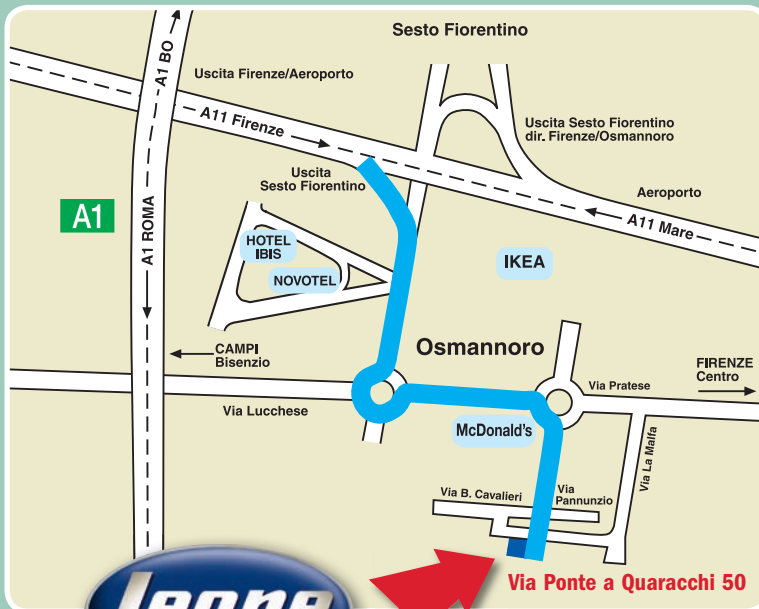 Sesto Fiorentino
A1 BO
Uscita Firenze/Aeroporto
A11 Firenze
Uscita Sesto Fiorentino
dir. Firenze/Osmannoro
Uscita
Sesto Fiorentino
Aeroporto
A11 Mare
A1
A1 ROMA
HOTEL
IBIS
NOVOTEL
IKEA
CAMPI
Bisenzio
Osmannoro
FIRENZE
Centro
Via Pratese
Via Lucchese
McDonald's
Via La Malfa
Via B. Cavalieri
Via
Pannunzio
Via Ponte a Quaracchi 50
leone